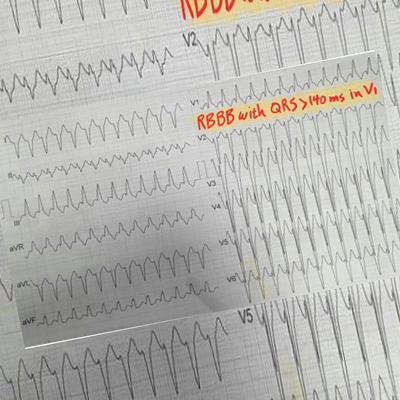 RBBB
V2
V1
RBBB with QRS > 140 ms in V1
V2
II
V3
III
V4
aVR
V5
aVL
V6
aVF
V5